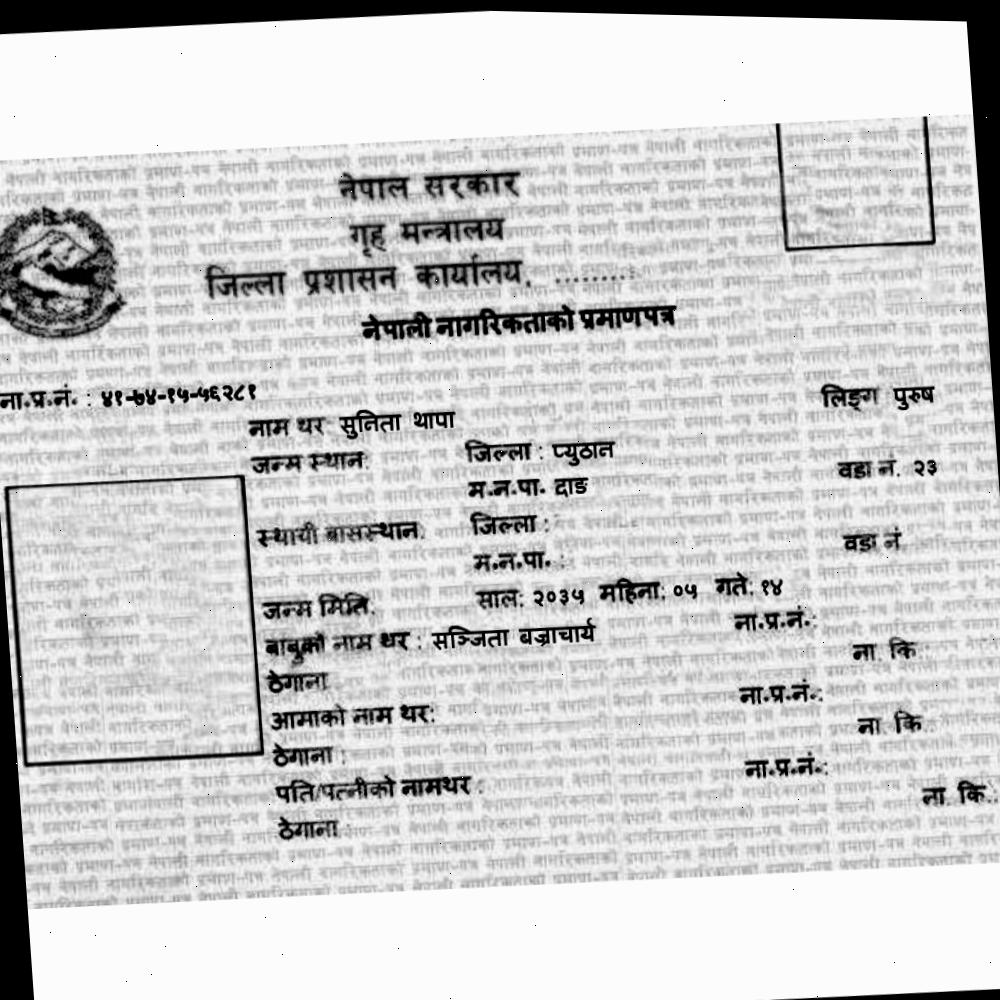 नेपाल सरकार
गृह मन्त्रालय
जिल्ला प्रशासन कार्यालय, .........
नेपाली नागरिकताको प्रमाणपत्र
ना.प्र.नं. : ४१-७४-१५-५६२८१
लिङ्ग पुरुष
नाम थर सुनिता थापा
जन्म स्थान: जिल्ला : प्युठान
म.न.पा. दाङ वडा नं. २३
स्थायी बासस्थान: जिल्ला :
म.न.पा. : वडा नं.
जन्म मिति: साल: २०३५ महिना: ०५ गते: १४
बाबुको नाम थर : सञ्जिता बज्राचार्य ना.प्र.नं.:
ठेगाना ना. कि.:
आमाको नाम थर: ना.प्र.नं.:
ठेगाना : ना. कि.:
पति/पत्नीको नामथर : ना.प्र.नं.:
ठेगाना : ना. कि.: